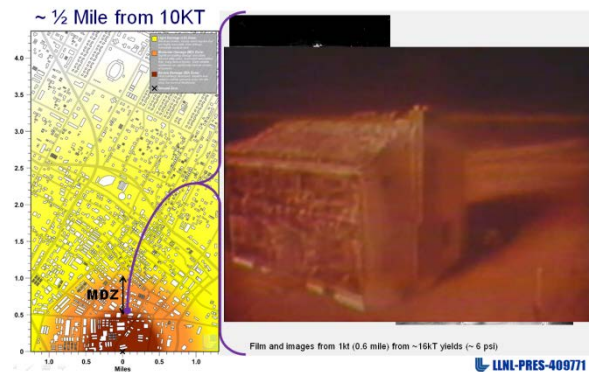 ~ ½ Mile from 10KT
4.0
3.5
3.0
2.5
2.0
1.5
1.0
MDZ
0.5
0
1.0
0.5
0
0.5
1.0
Miles
Film and images from 1kt (0.6 mile) from ~16kT yields (~ 6 psi)
LLNL-PRES-409771